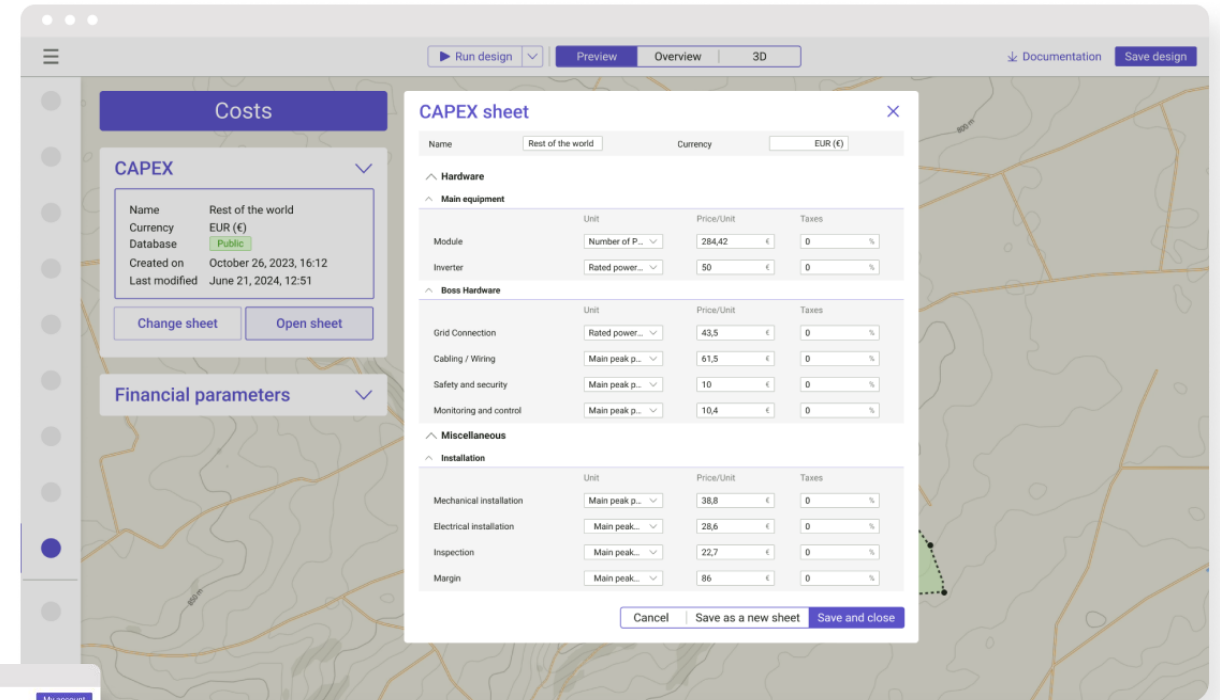 Run design Preview Overview 3D Documentation Save design
Costs
CAPEX
Name Rest of the world
Currency EUR (€)
Database Public
Created on October 26, 2023, 16:12
Last modified June 21, 2024, 12:51
Change sheet Open sheet
Financial parameters
CAPEX sheet
Name Rest of the world Currency EUR (€)
Hardware
Main equipment
Unit Price/Unit Taxes
Module Number of P... 284,42 € 0 %
Inverter Rated power... 50 € 0 %
Boss Hardware
Unit Price/Unit Taxes
Grid Connection Rated power... 43,5 € 0 %
Cabling / Wiring Main peak p... 61,5 € 0 %
Safety and security Main peak p... 10 € 0 %
Monitoring and control Main peak p... 10,4 € 0 %
Miscellaneous
Installation
Unit Price/Unit Taxes
Mechanical installation Main peak p... 38,8 € 0 %
Electrical installation Main peak... 28,6 € 0 %
Inspection Main peak... 22,7 € 0 %
Margin Main peak... 86 € 0 %
Cancel Save as a new sheet Save and close
850 m
800 m
My account